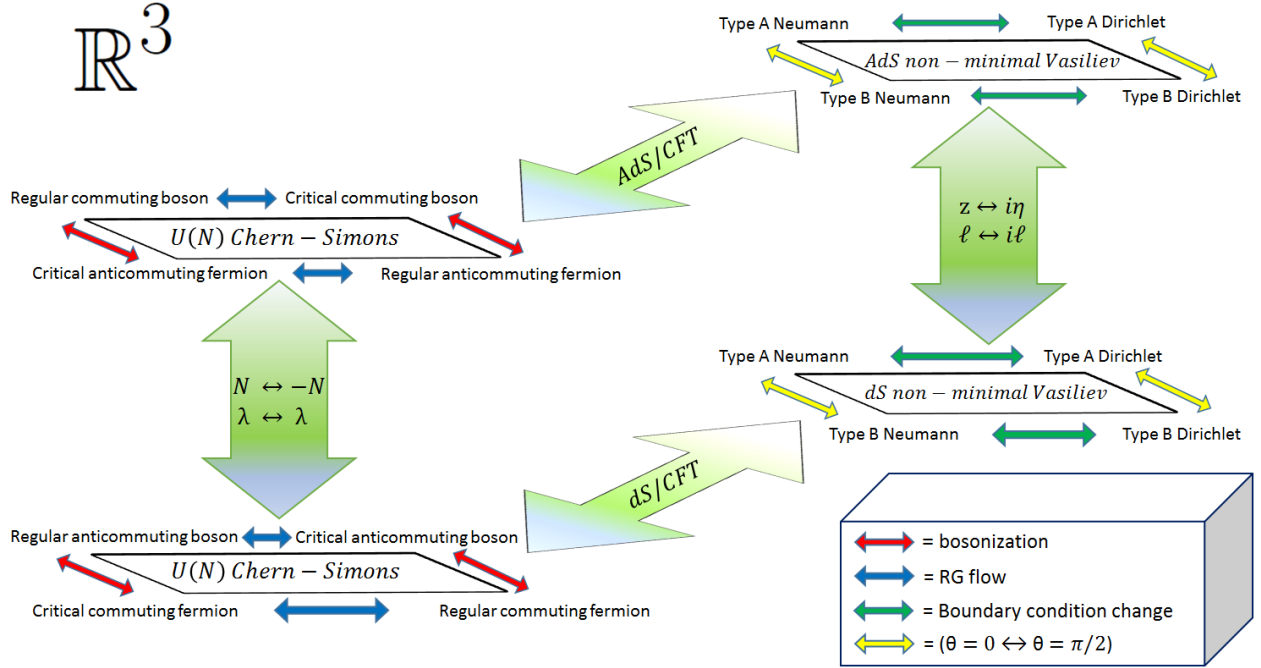 ℝ³
Type A Neumann
Type A Dirichlet
AdS non − minimal Vasiliev
Type B Neumann
Type B Dirichlet
AdS/CFT
Regular commuting boson
Critical commuting boson
U(N) Chern − Simons
Critical anticommuting fermion
Regular anticommuting fermion
z ↔ iη
ℓ ↔ iℓ
N ↔ −N
λ ↔ λ
Type A Neumann
Type A Dirichlet
dS non − minimal Vasiliev
Type B Neumann
Type B Dirichlet
dS/CFT
Regular anticommuting boson
Critical anticommuting boson
U(N) Chern − Simons
Critical commuting fermion
Regular commuting fermion
= bosonization
= RG flow
= Boundary condition change
= (θ = 0 ↔ θ = π/2)